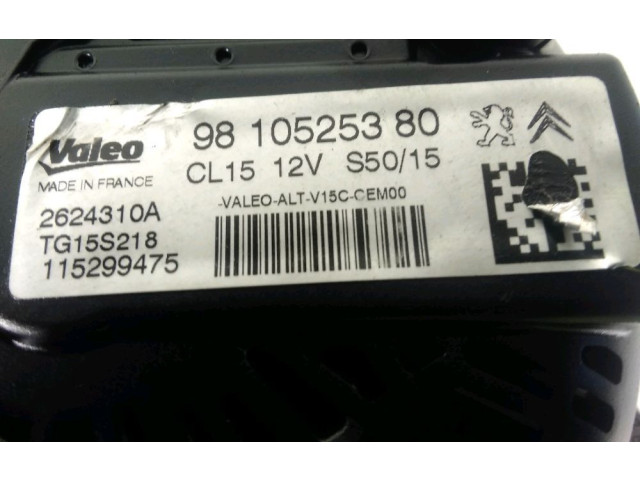 Valeo
MADE IN FRANCE
2624310A
TG15S218
115299475
98 105253 80
CL15 12V S50/15
-VALEO-ALT-V15C-CEM00